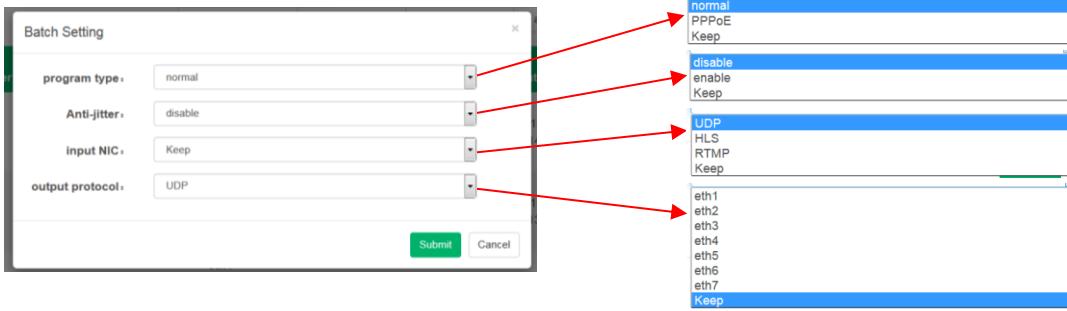 Batch Setting
×
program type:
normal
Anti-jitter:
disable
input NIC:
Keep
output protocol:
UDP
Submit
Cancel
normal
PPPoE
Keep
disable
enable
Keep
UDP
HLS
RTMP
Keep
eth1
eth2
eth3
eth4
eth5
eth6
eth7
Keep